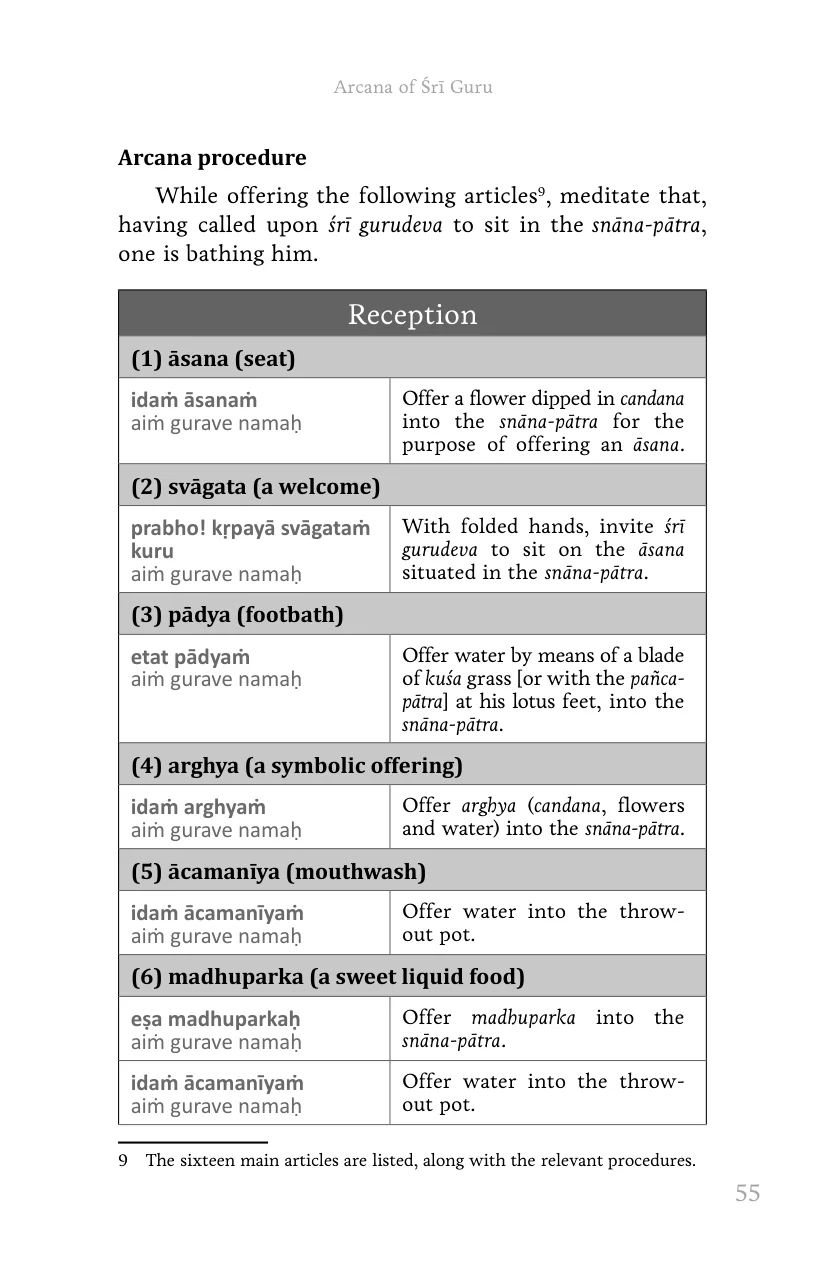 Arcana of Śrī Guru
Arcana procedure
While offering the following articles⁹, meditate that,
having called upon śrī gurudeva to sit in the snāna-pātra,
one is bathing him.
Reception
(1) āsana (seat)
idaṁ āsanaṁ
aiṁ gurave namaḥ
Offer a flower dipped in candana
into the snāna-pātra for the
purpose of offering an āsana.
(2) svāgata (a welcome)
prabho! kṛpayā svāgataṁ
kuru
aiṁ gurave namaḥ
With folded hands, invite śrī
gurudeva to sit on the āsana
situated in the snāna-pātra.
(3) pādya (footbath)
etat pādyaṁ
aiṁ gurave namaḥ
Offer water by means of a blade
of kuśa grass [or with the pañca-
pātra] at his lotus feet, into the
snāna-pātra.
(4) arghya (a symbolic offering)
idaṁ arghyaṁ
aiṁ gurave namaḥ
Offer arghya (candana, flowers
and water) into the snāna-pātra.
(5) ācamanīya (mouthwash)
idaṁ ācamanīyaṁ
aiṁ gurave namaḥ
Offer water into the throw-
out pot.
(6) madhuparka (a sweet liquid food)
eṣa madhuparkaḥ
aiṁ gurave namaḥ
Offer madhuparka into the
snāna-pātra.
idaṁ ācamanīyaṁ
aiṁ gurave namaḥ
Offer water into the throw-
out pot.
9 The sixteen main articles are listed, along with the relevant procedures.
55